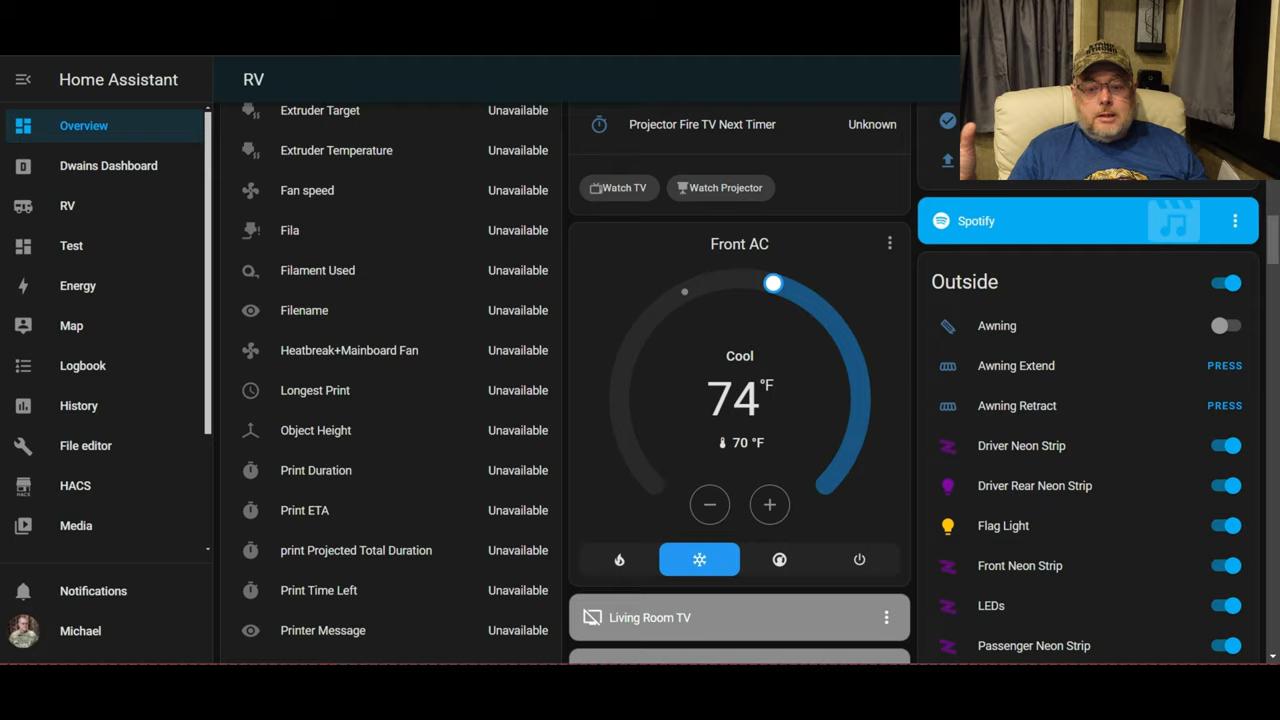 Home Assistant
RV
Overview
Dwains Dashboard
RV
Test
Energy
Map
Logbook
History
File editor
HACS
HACS
Media
Notifications
Michael
Extruder Target Unavailable
Extruder Temperature Unavailable
Fan speed Unavailable
Fila Unavailable
Filament Used Unavailable
Filename Unavailable
Heatbreak+Mainboard Fan Unavailable
Longest Print Unavailable
Object Height Unavailable
Print Duration Unavailable
Print ETA Unavailable
print Projected Total Duration Unavailable
Print Time Left Unavailable
Printer Message Unavailable
Projector Fire TV Next Timer Unknown
Watch TV Watch Projector
Front AC
Cool
74 °F
70 °F
Living Room TV
Spotify
Outside
Awning
Awning Extend PRESS
Awning Retract PRESS
Driver Neon Strip
Driver Rear Neon Strip
Flag Light
Front Neon Strip
LEDs
Passenger Neon Strip